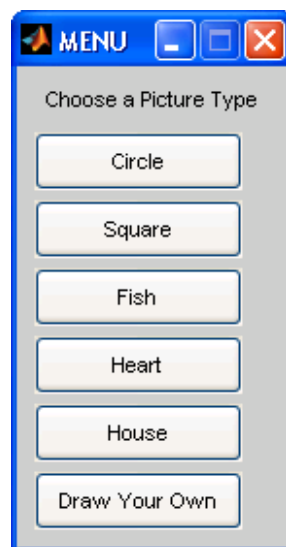 MENU
Choose a Picture Type
Circle
Square
Fish
Heart
House
Draw Your Own